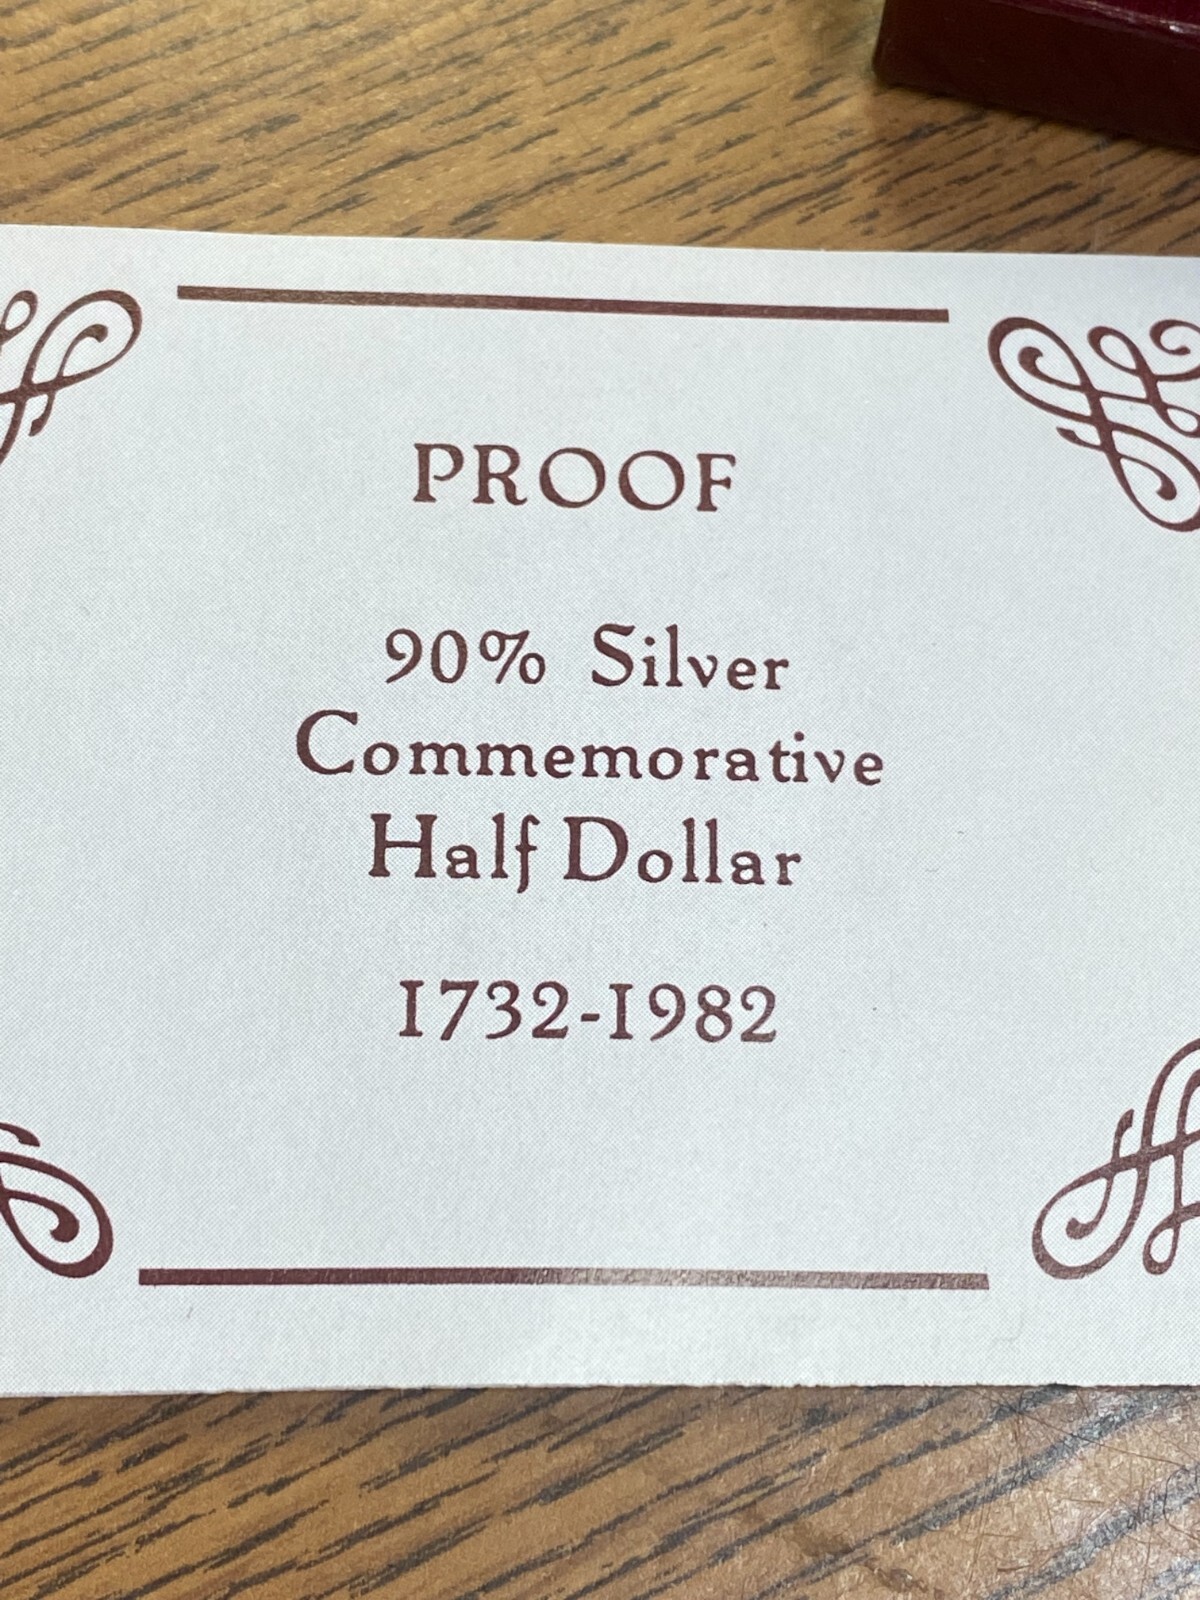 PROOF
90% Silver
Commemorative
Half Dollar
1732-1982